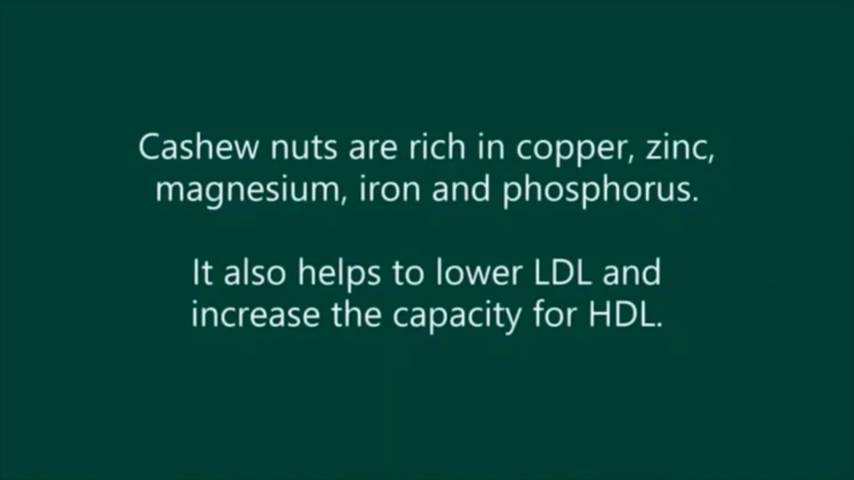 Cashew nuts are rich in copper, zinc,
magnesium, iron and phosphorus.
It also helps to lower LDL and
increase the capacity for HDL.